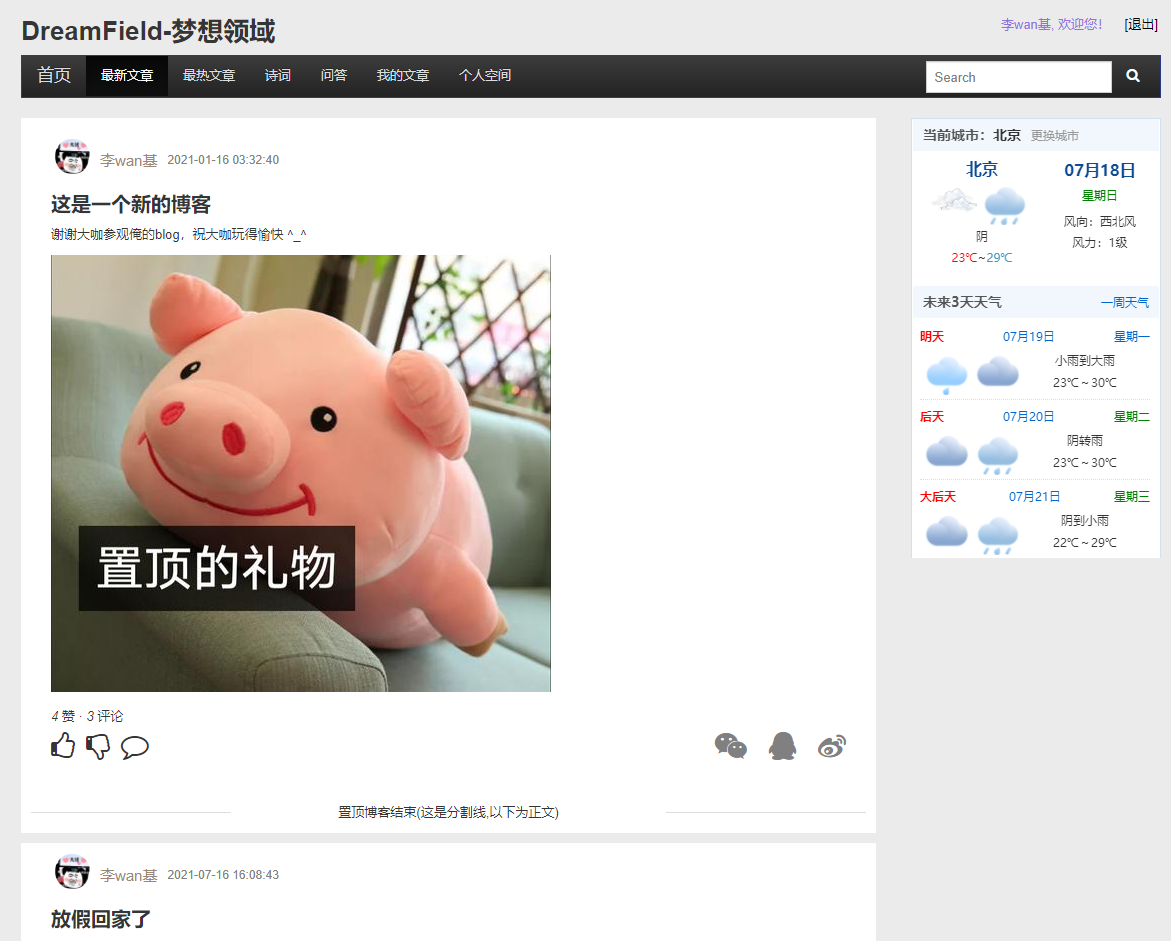 DreamField-梦想领域
李wan基, 欢迎您!
[退出]
首页 最新文章 最热文章 诗词 问答 我的文章 个人空间
Search
李wan基 2021-01-16 03:32:40
这是一个新的博客
谢谢大咖参观俺的blog，祝大咖玩得愉快 ^_^
置顶的礼物
4 赞 · 3 评论
置顶博客结束(这是分割线,以下为正文)
李wan基 2021-07-16 16:08:43
放假回家了
当前城市：北京 更换城市
北京
阴
23℃~29℃
07月18日
星期日
风向：西北风
风力：1级
未来3天天气 一周天气
明天 07月19日 星期一
小雨到大雨
23℃～30℃
后天 07月20日 星期二
阴转雨
23℃～30℃
大后天 07月21日 星期三
阴到小雨
22℃～29℃